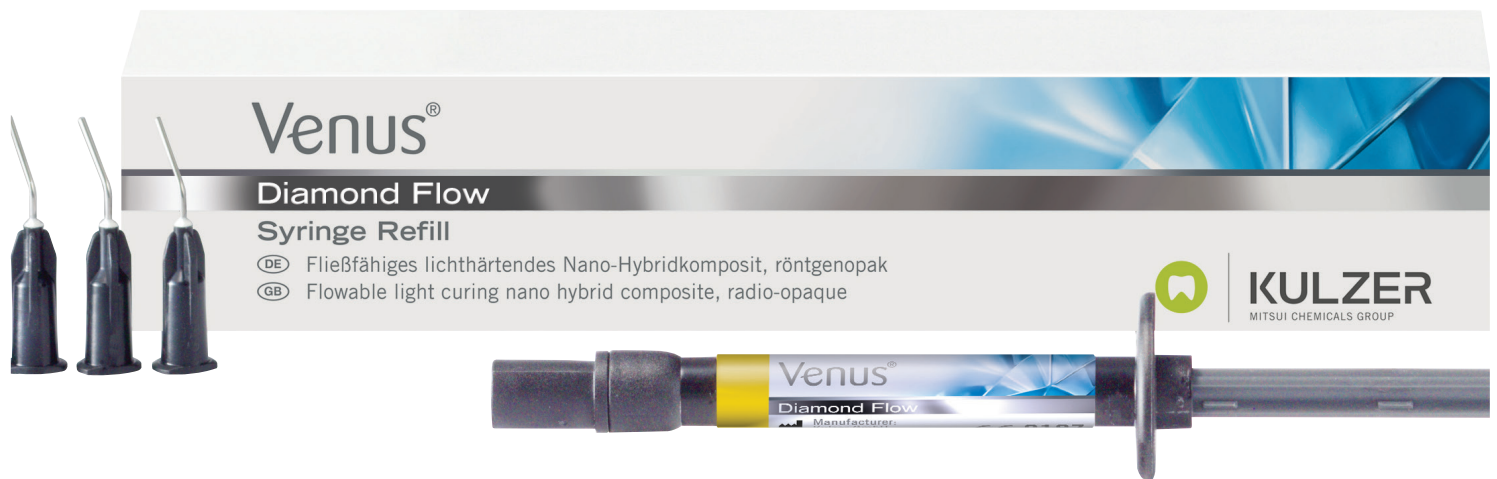 Venus®
Diamond Flow
Syringe Refill
DE Fließfähiges lichthärtendes Nano-Hybridkomposit, röntgenopak
GB Flowable light curing nano hybrid composite, radio-opaque
KULZER
MITSUI CHEMICALS GROUP
Venus®
Diamond Flow
Manufacturer: